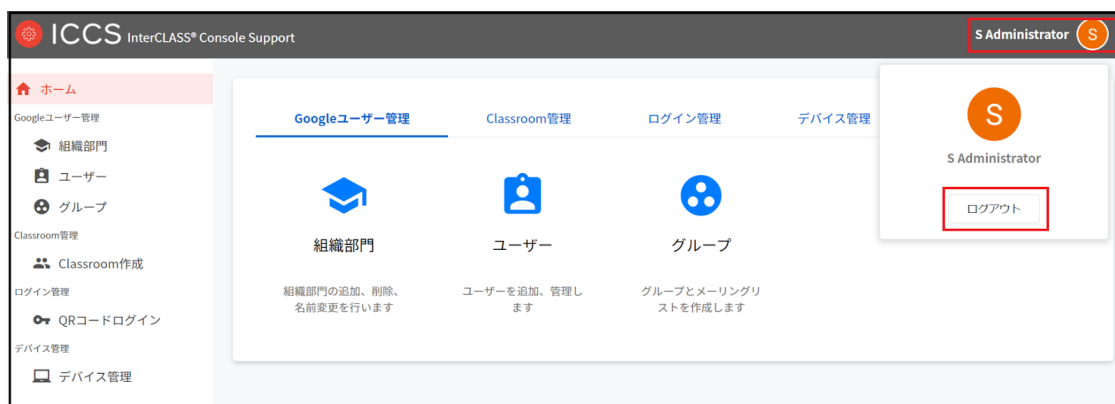 ICCS InterCLASS® Console Support
S Administrator S
ホーム
Googleユーザー管理
組織部門
ユーザー
グループ
Classroom管理
Classroom作成
ログイン管理
QRコードログイン
デバイス管理
デバイス管理
Googleユーザー管理 Classroom管理 ログイン管理 デバイス管理
組織部門
組織部門の追加、削除、
名前変更を行います
ユーザー
ユーザーを追加、管理し
ます
グループ
グループとメーリングリ
ストを作成します
S
S Administrator
ログアウト